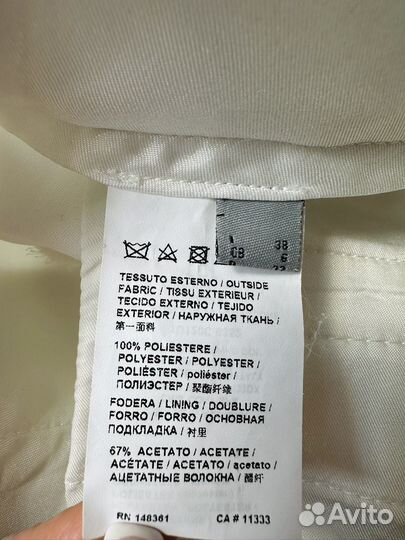 I 38
GB 6
TESSUTO ESTERNO / OUTSIDE
FABRIC / TISSU EXTERIEUR /
TECIDO EXTERNO / TEJIDO
EXTERIOR / НАРУЖНАЯ ТКАНЬ /
第一面料
100% POLIESTERE /
POLYESTER / POLYESTER /
POLIÉSTER / poliéster /
ПОЛИЭСТЕР / 聚酯纤维
FODERA / LINING / DOUBLURE /
FORRO / FORRO / ОСНОВНАЯ
ПОДКЛАДКА / 衬里
67% ACETATO / ACETATE /
ACÉTATE / ACETATO / acetato /
АЦЕТАТНЫЕ ВОЛОКНА / 醋纤
RN 148361 CA # 11333
Avito